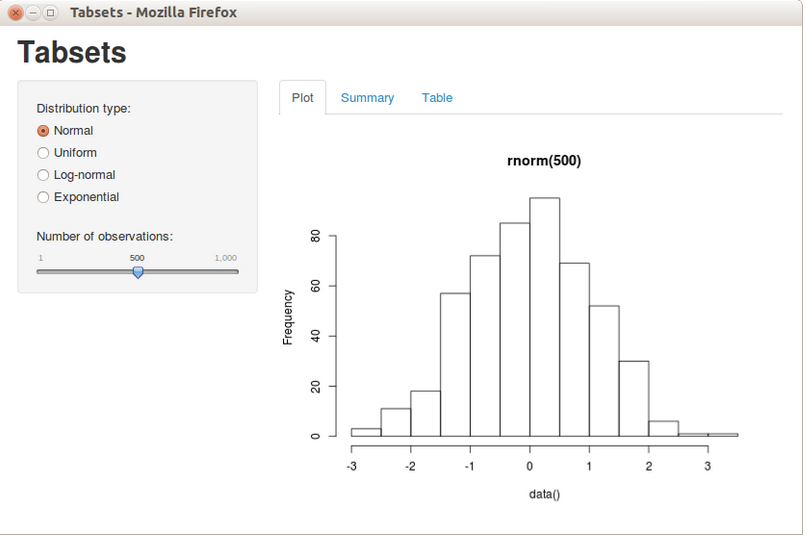 Tabsets - Mozilla Firefox
Tabsets
Distribution type:
Normal
Uniform
Log-normal
Exponential
Number of observations:
1 500 1,000
Plot Summary Table
rnorm(500)
Frequency
80
60
40
20
0
-3 -2 -1 0 1 2 3
data()